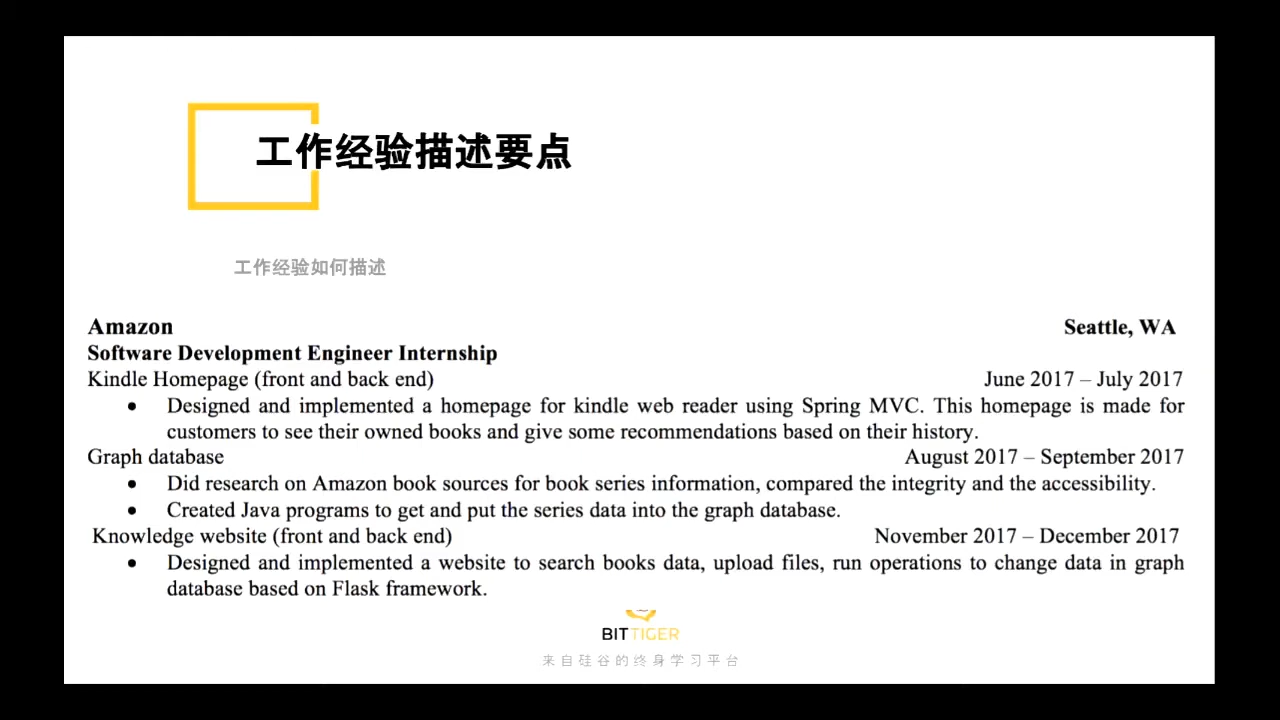 工作经验描述要点
工作经验如何描述
Amazon Seattle, WA
Software Development Engineer Internship
Kindle Homepage (front and back end) June 2017 – July 2017
• Designed and implemented a homepage for kindle web reader using Spring MVC. This homepage is made for
customers to see their owned books and give some recommendations based on their history.
Graph database August 2017 – September 2017
• Did research on Amazon book sources for book series information, compared the integrity and the accessibility.
• Created Java programs to get and put the series data into the graph database.
Knowledge website (front and back end) November 2017 – December 2017
• Designed and implemented a website to search books data, upload files, run operations to change data in graph
database based on Flask framework.
BITTIGER
来自硅谷的终身学习平台